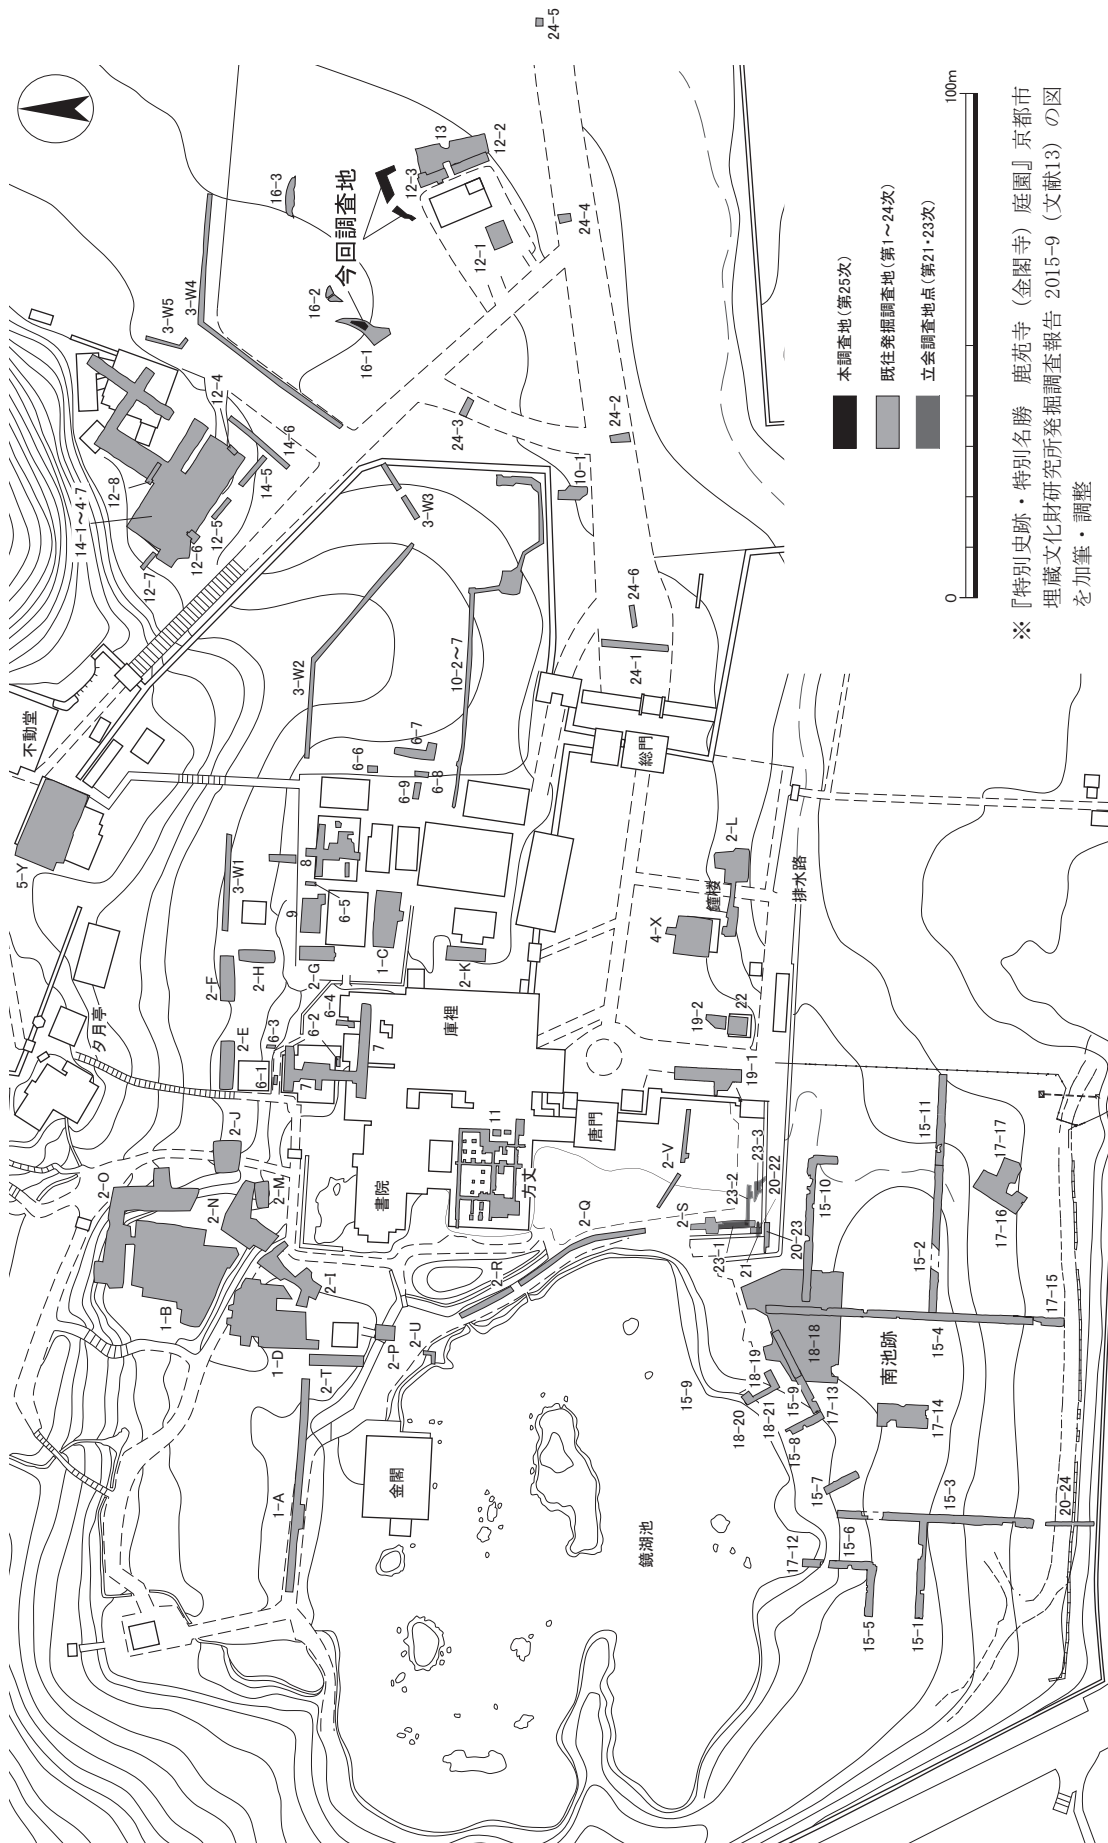 24-5
16-3
今回調査地
13
12-3
12-2
12-1
24-4
16-2
16-1
3-W4
3-W5
12-4
14-6
14-5
12-8
12-5
12-6
12-7
14-1～4・7
24-3
24-2
10-1
3-W3
3-W2
10-2～7
24-6
24-1
不動堂
5-Y
6-6
6-7
6-9
6-8
総門
3-W1
8
9
6-5
1-C
2-G
2-H
2-F
2-K
2-L
鐘楼
4-X
排水路
夕月亭
2-E
6-3
6-1
6-2
6-4
7
7
庫裡
19-2
22
19-1
2-J
2-O
2-N
2-M
書院
11
方丈
唐門
2-V
23-3
23-2
20-22
2-S
2-Q
23-1
21
20-23
15-11
15-10
17-17
17-16
15-2
17-15
15-4
2-R
2-I
1-B
1-D
2-T
2-P
2-U
18-18
18-19
15-9
18-20
18-21
15-9
17-13
15-8
南池跡
17-14
1-A
金閣
鏡湖池
15-7
15-3
20-24
17-12
15-6
15-5
15-1
本調査地(第25次)
既往発掘調査地(第1～24次)
立会調査地点(第21・23次)
0
100m
※『特別史跡・特別名勝　鹿苑寺（金閣寺）庭園』京都市
埋蔵文化財研究所発掘調査報告 2015-9（文献13）の図
を加筆・調整